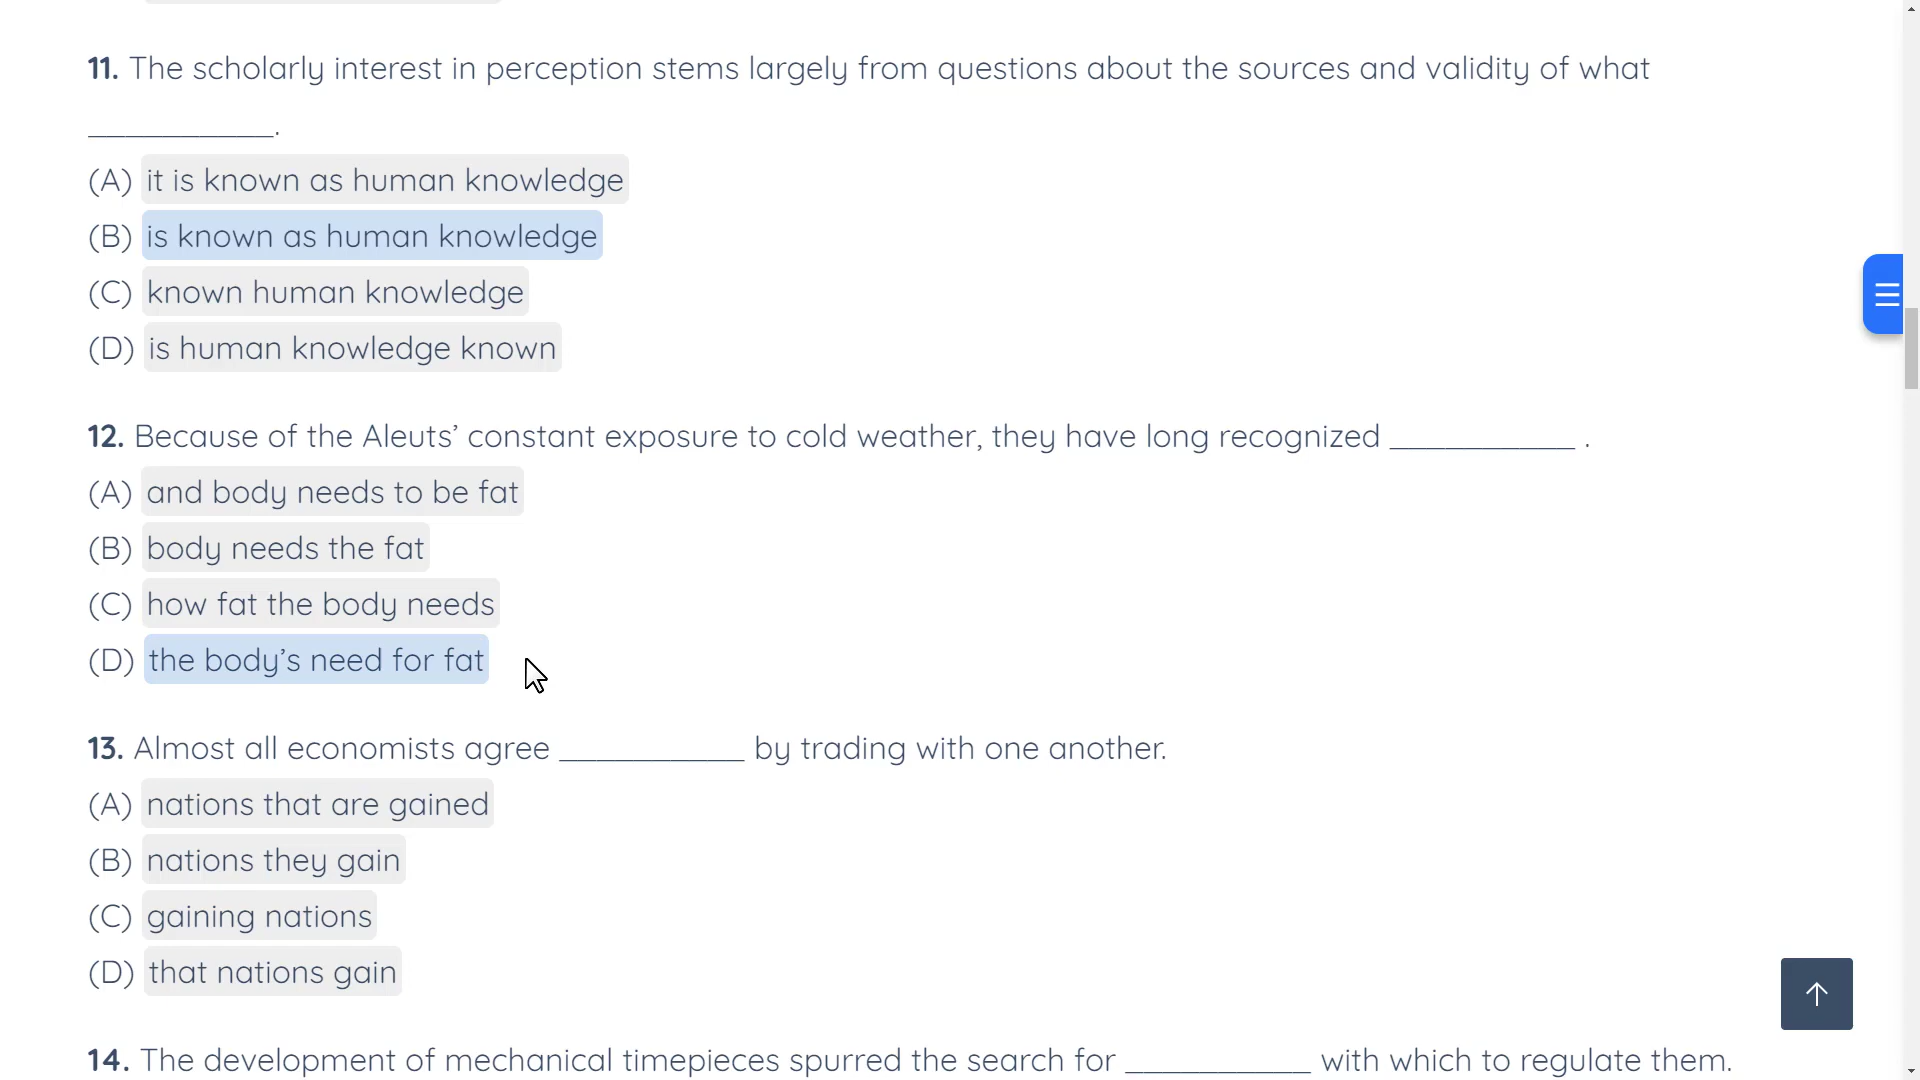 11. The scholarly interest in perception stems largely from questions about the sources and validity of what
__________.
(A) it is known as human knowledge
(B) is known as human knowledge
(C) known human knowledge
(D) is human knowledge known
12. Because of the Aleuts’ constant exposure to cold weather, they have long recognized __________ .
(A) and body needs to be fat
(B) body needs the fat
(C) how fat the body needs
(D) the body’s need for fat
13. Almost all economists agree __________ by trading with one another.
(A) nations that are gained
(B) nations they gain
(C) gaining nations
(D) that nations gain
14. The development of mechanical timepieces spurred the search for __________ with which to regulate them.